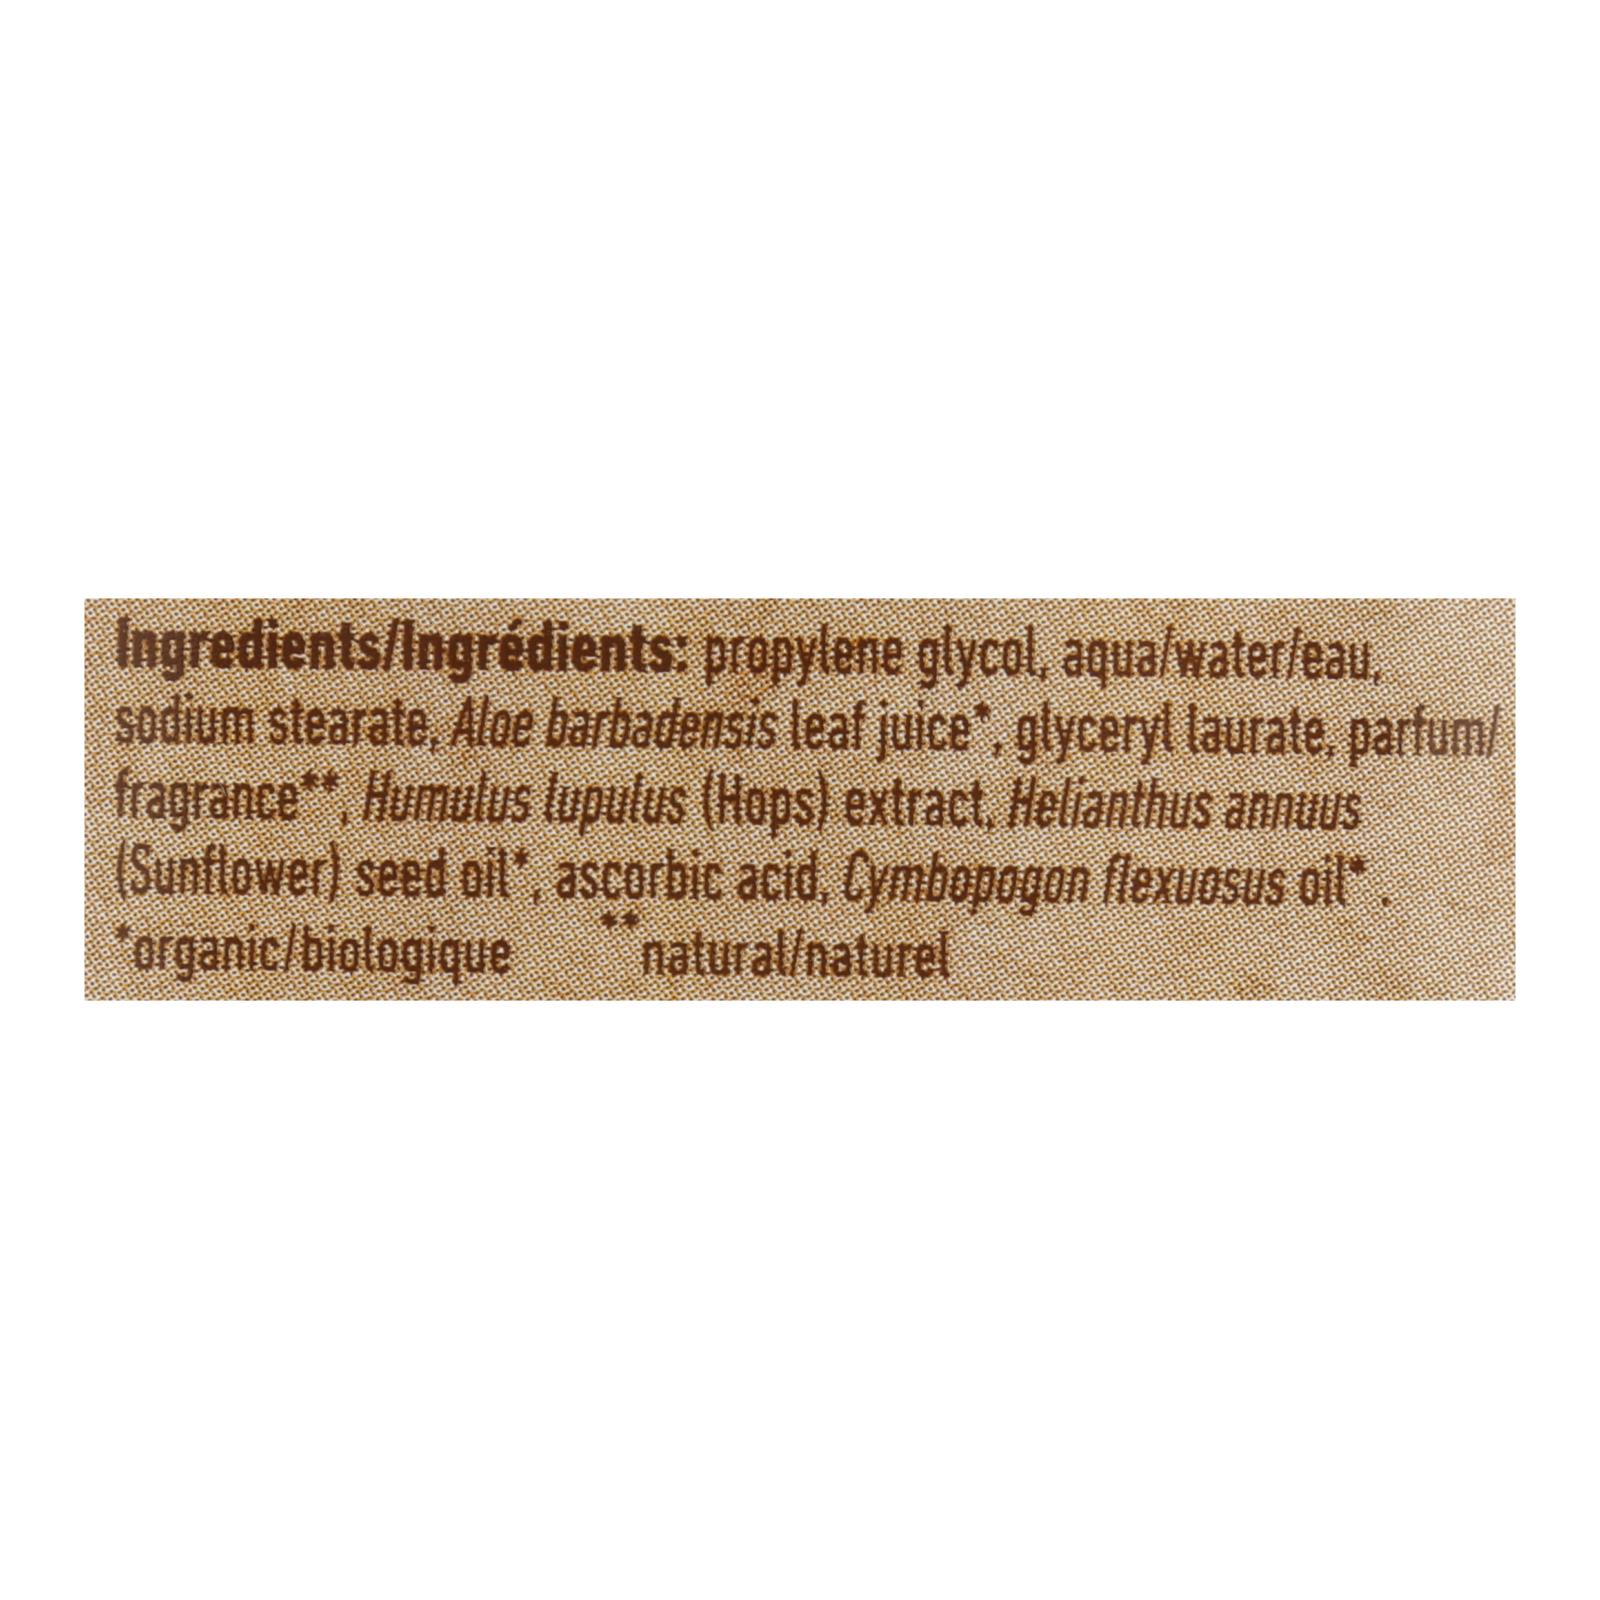 Ingredients/Ingrédients: propylene glycol, aqua/water/eau,
sodium stearate, Aloe barbadensis leaf juice*, glyceryl laurate, parfum/
fragrance**, Humulus lupulus (Hops) extract, Helianthus annuus
(Sunflower) seed oil*, ascorbic acid, Cymbopogon flexuosus oil*.
*organic/biologique **natural/naturel